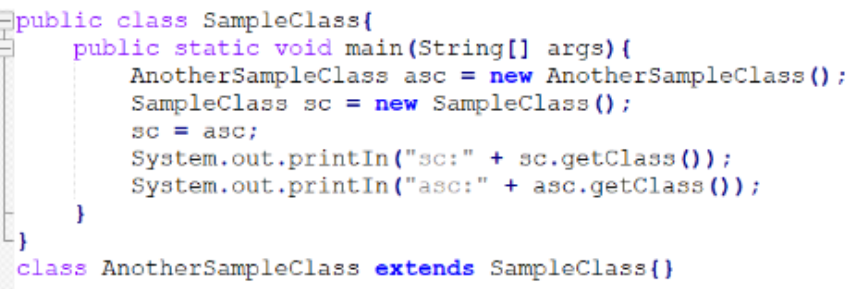 public class SampleClass{
public static void main(String[] args){
AnotherSampleClass asc = new AnotherSampleClass();
SampleClass sc = new SampleClass();
sc = asc;
System.out.printIn("sc:" + sc.getClass());
System.out.printIn("asc:" + asc.getClass());
}
}
class AnotherSampleClass extends SampleClass{}